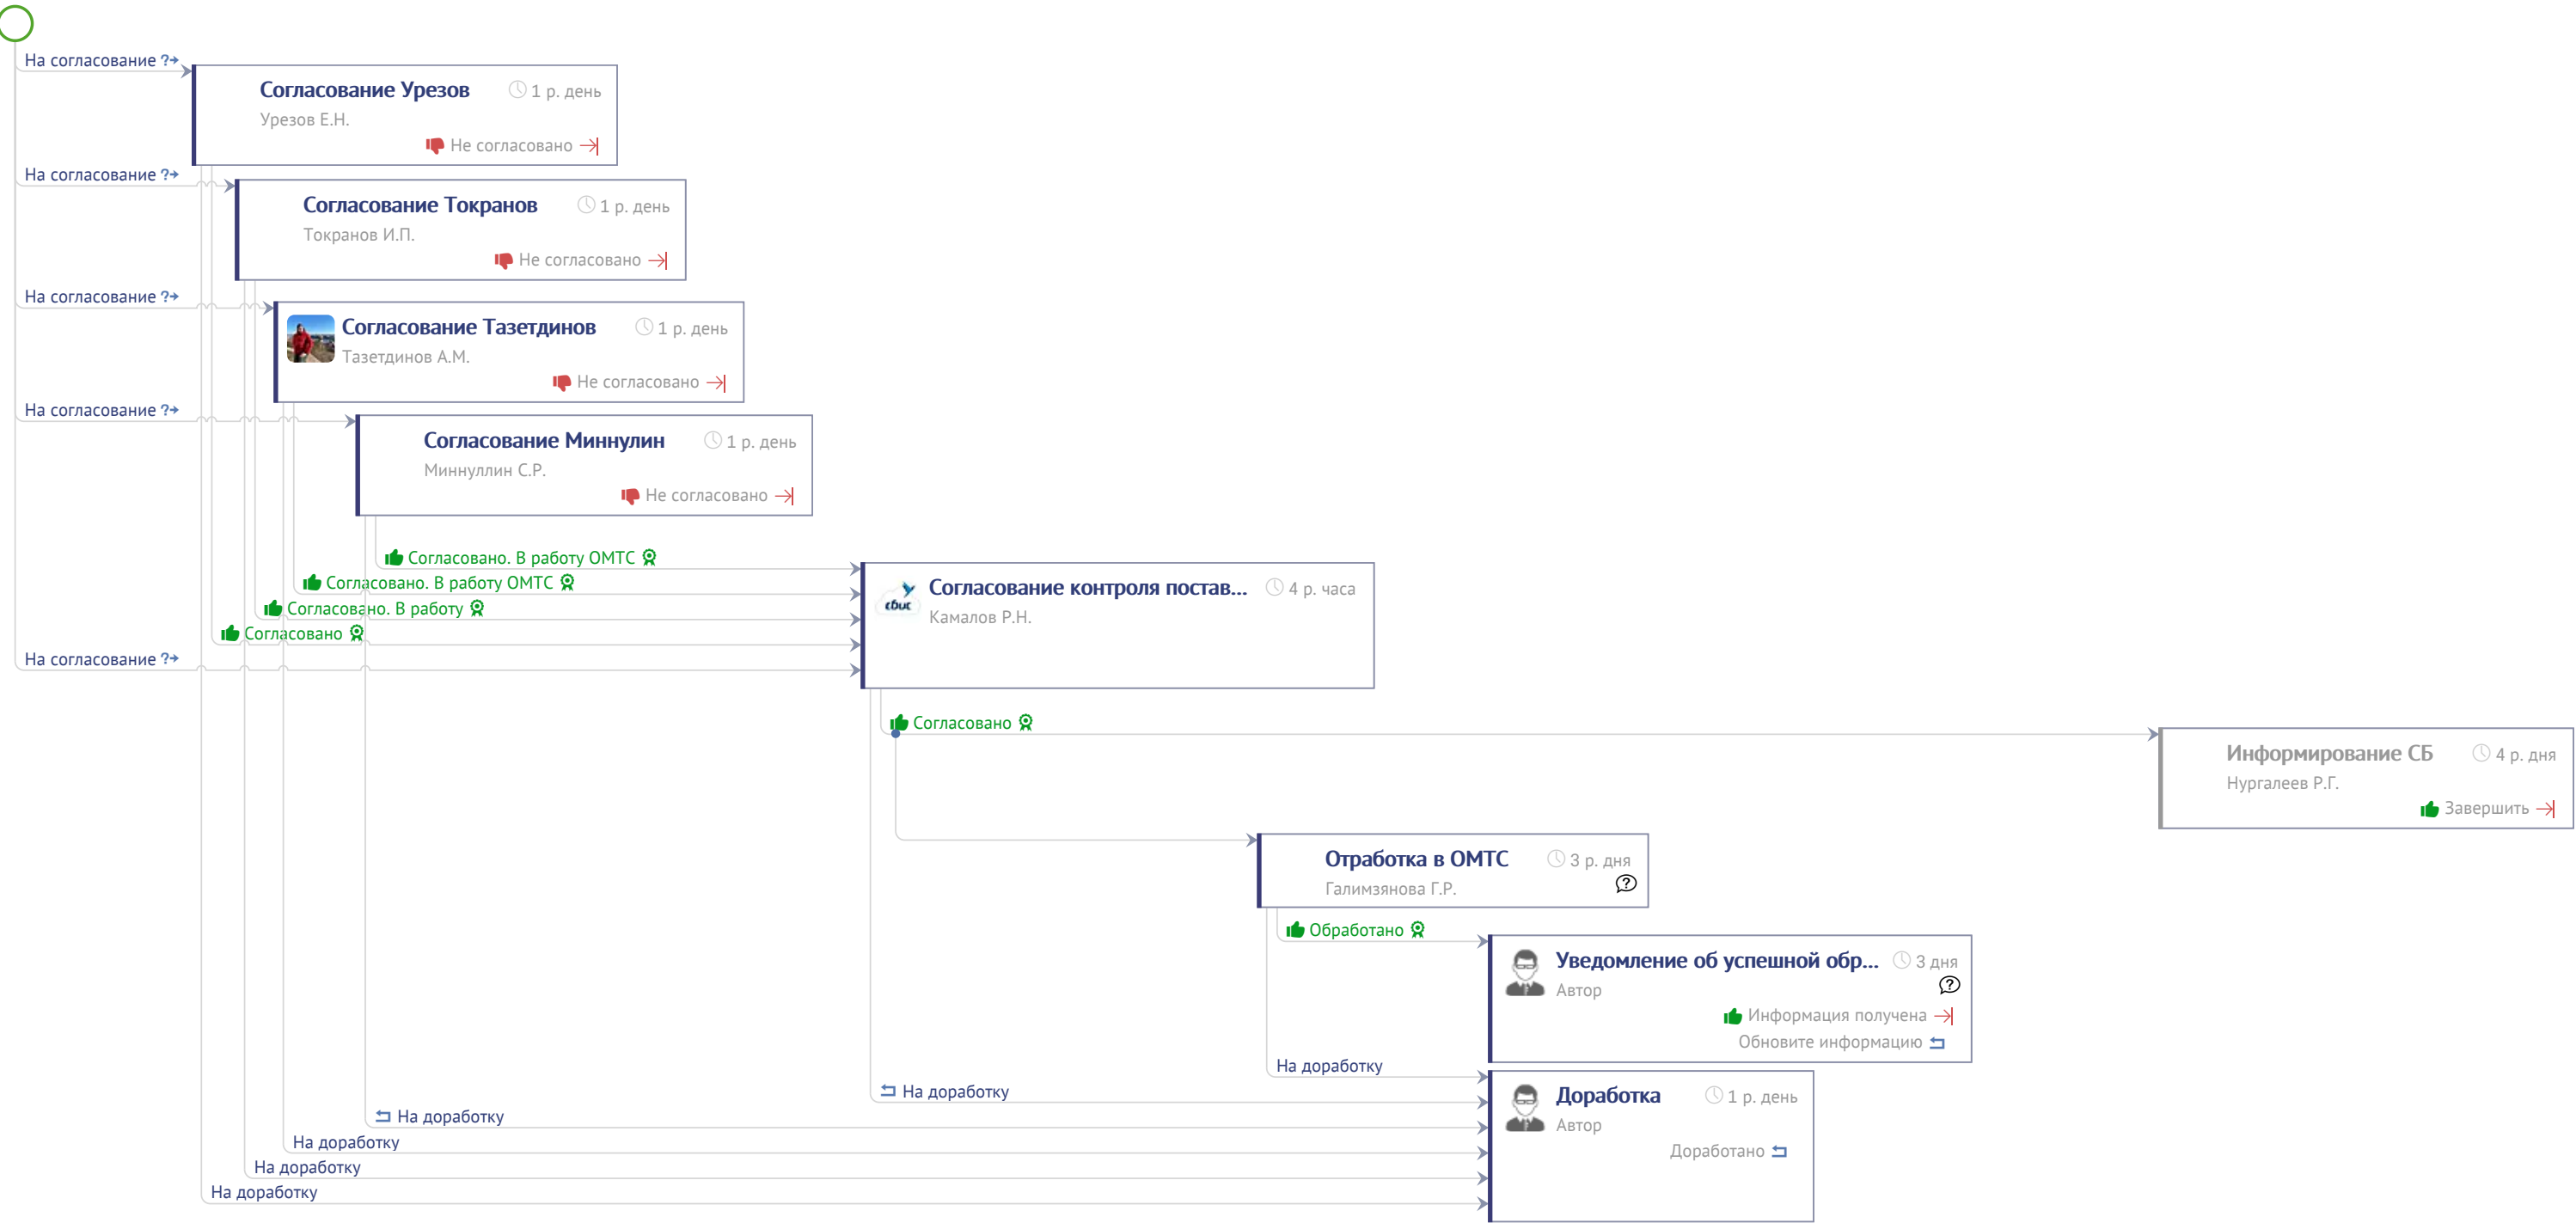 На согласование
Согласование Урезов
1 р. день
Урезов Е.Н.
Не согласовано
На согласование
Согласование Токранов
1 р. день
Токранов И.П.
Не согласовано
На согласование
Согласование Тазетдинов
1 р. день
Тазетдинов А.М.
Не согласовано
На согласование
Согласование Миннулин
1 р. день
Миннуллин С.Р.
Не согласовано
Согласовано. В работу ОМТС
Согласовано. В работу ОМТС
Согласовано. В работу
Согласовано
На согласование
сбис
Согласование контроля постав...
4 р. часа
Камалов Р.Н.
Согласовано
Информирование СБ
4 р. дня
Нургалеев Р.Г.
Завершить
Отработка в ОМТС
3 р. дня
Галимзянова Г.Р.
Обработано
Уведомление об успешной обр...
3 дня
Автор
Информация получена
Обновите информацию
На доработку
На доработку
На доработку
На доработку
На доработку
На доработку
Доработка
1 р. день
Автор
Доработано